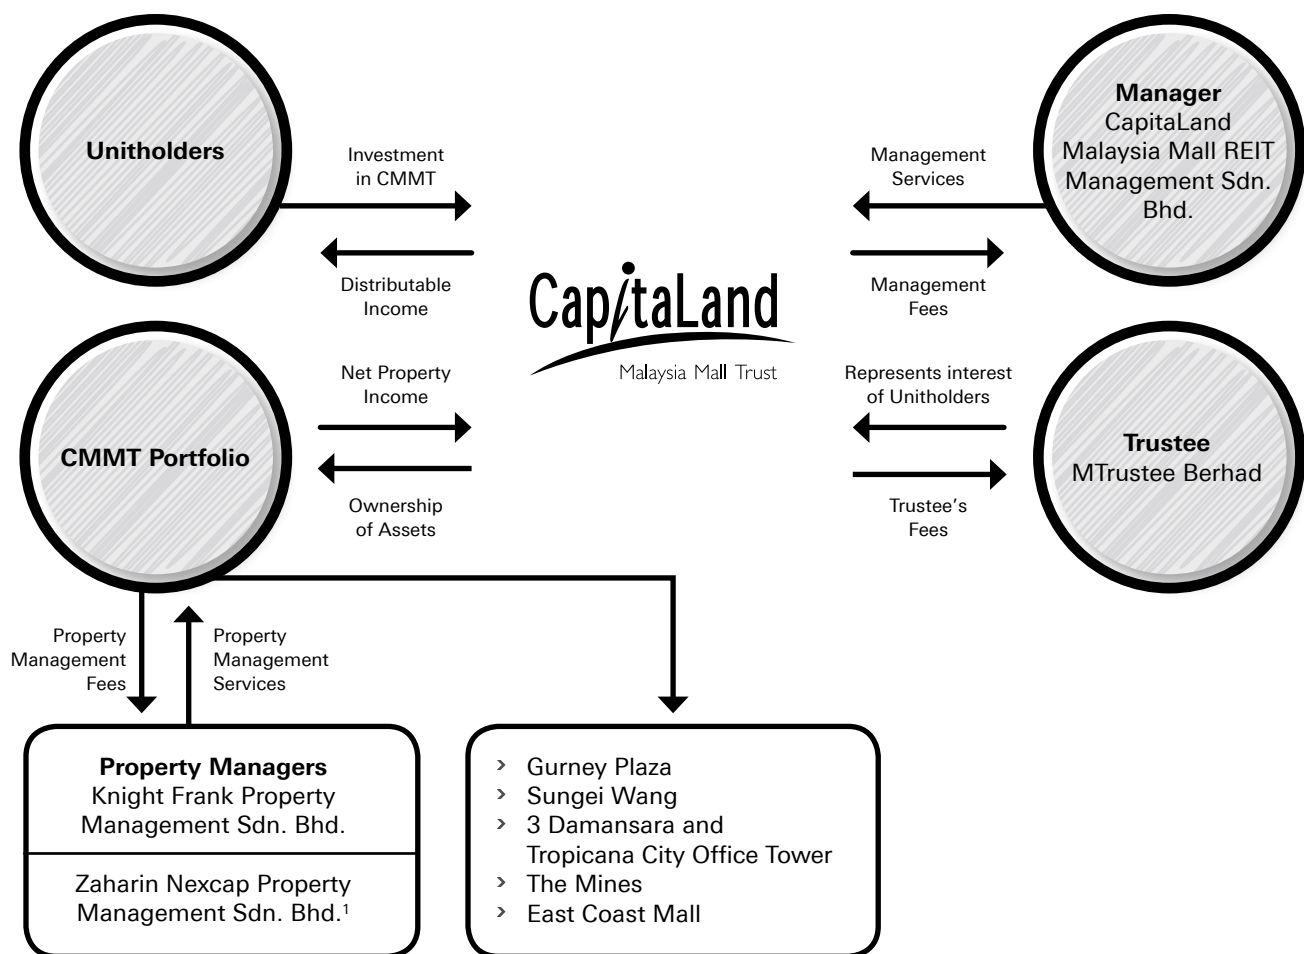 Unitholders
Investment
in CMMT
Distributable
Income
Management
Services
Management
Fees
Manager
CapitaLand
Malaysia Mall REIT
Management Sdn.
Bhd.
CapitaLand
Malaysia Mall Trust
CMMT Portfolio
Net Property
Income
Ownership
of Assets
Represents interest
of Unitholders
Trustee's
Fees
Trustee
MTrustee Berhad
Property
Management
Fees
Property
Management
Services
Property Managers
Knight Frank Property
Management Sdn. Bhd.
Zaharin Nexcap Property
Management Sdn. Bhd.¹
› Gurney Plaza
› Sungei Wang
› 3 Damansara and
Tropicana City Office Tower
› The Mines
› East Coast Mall